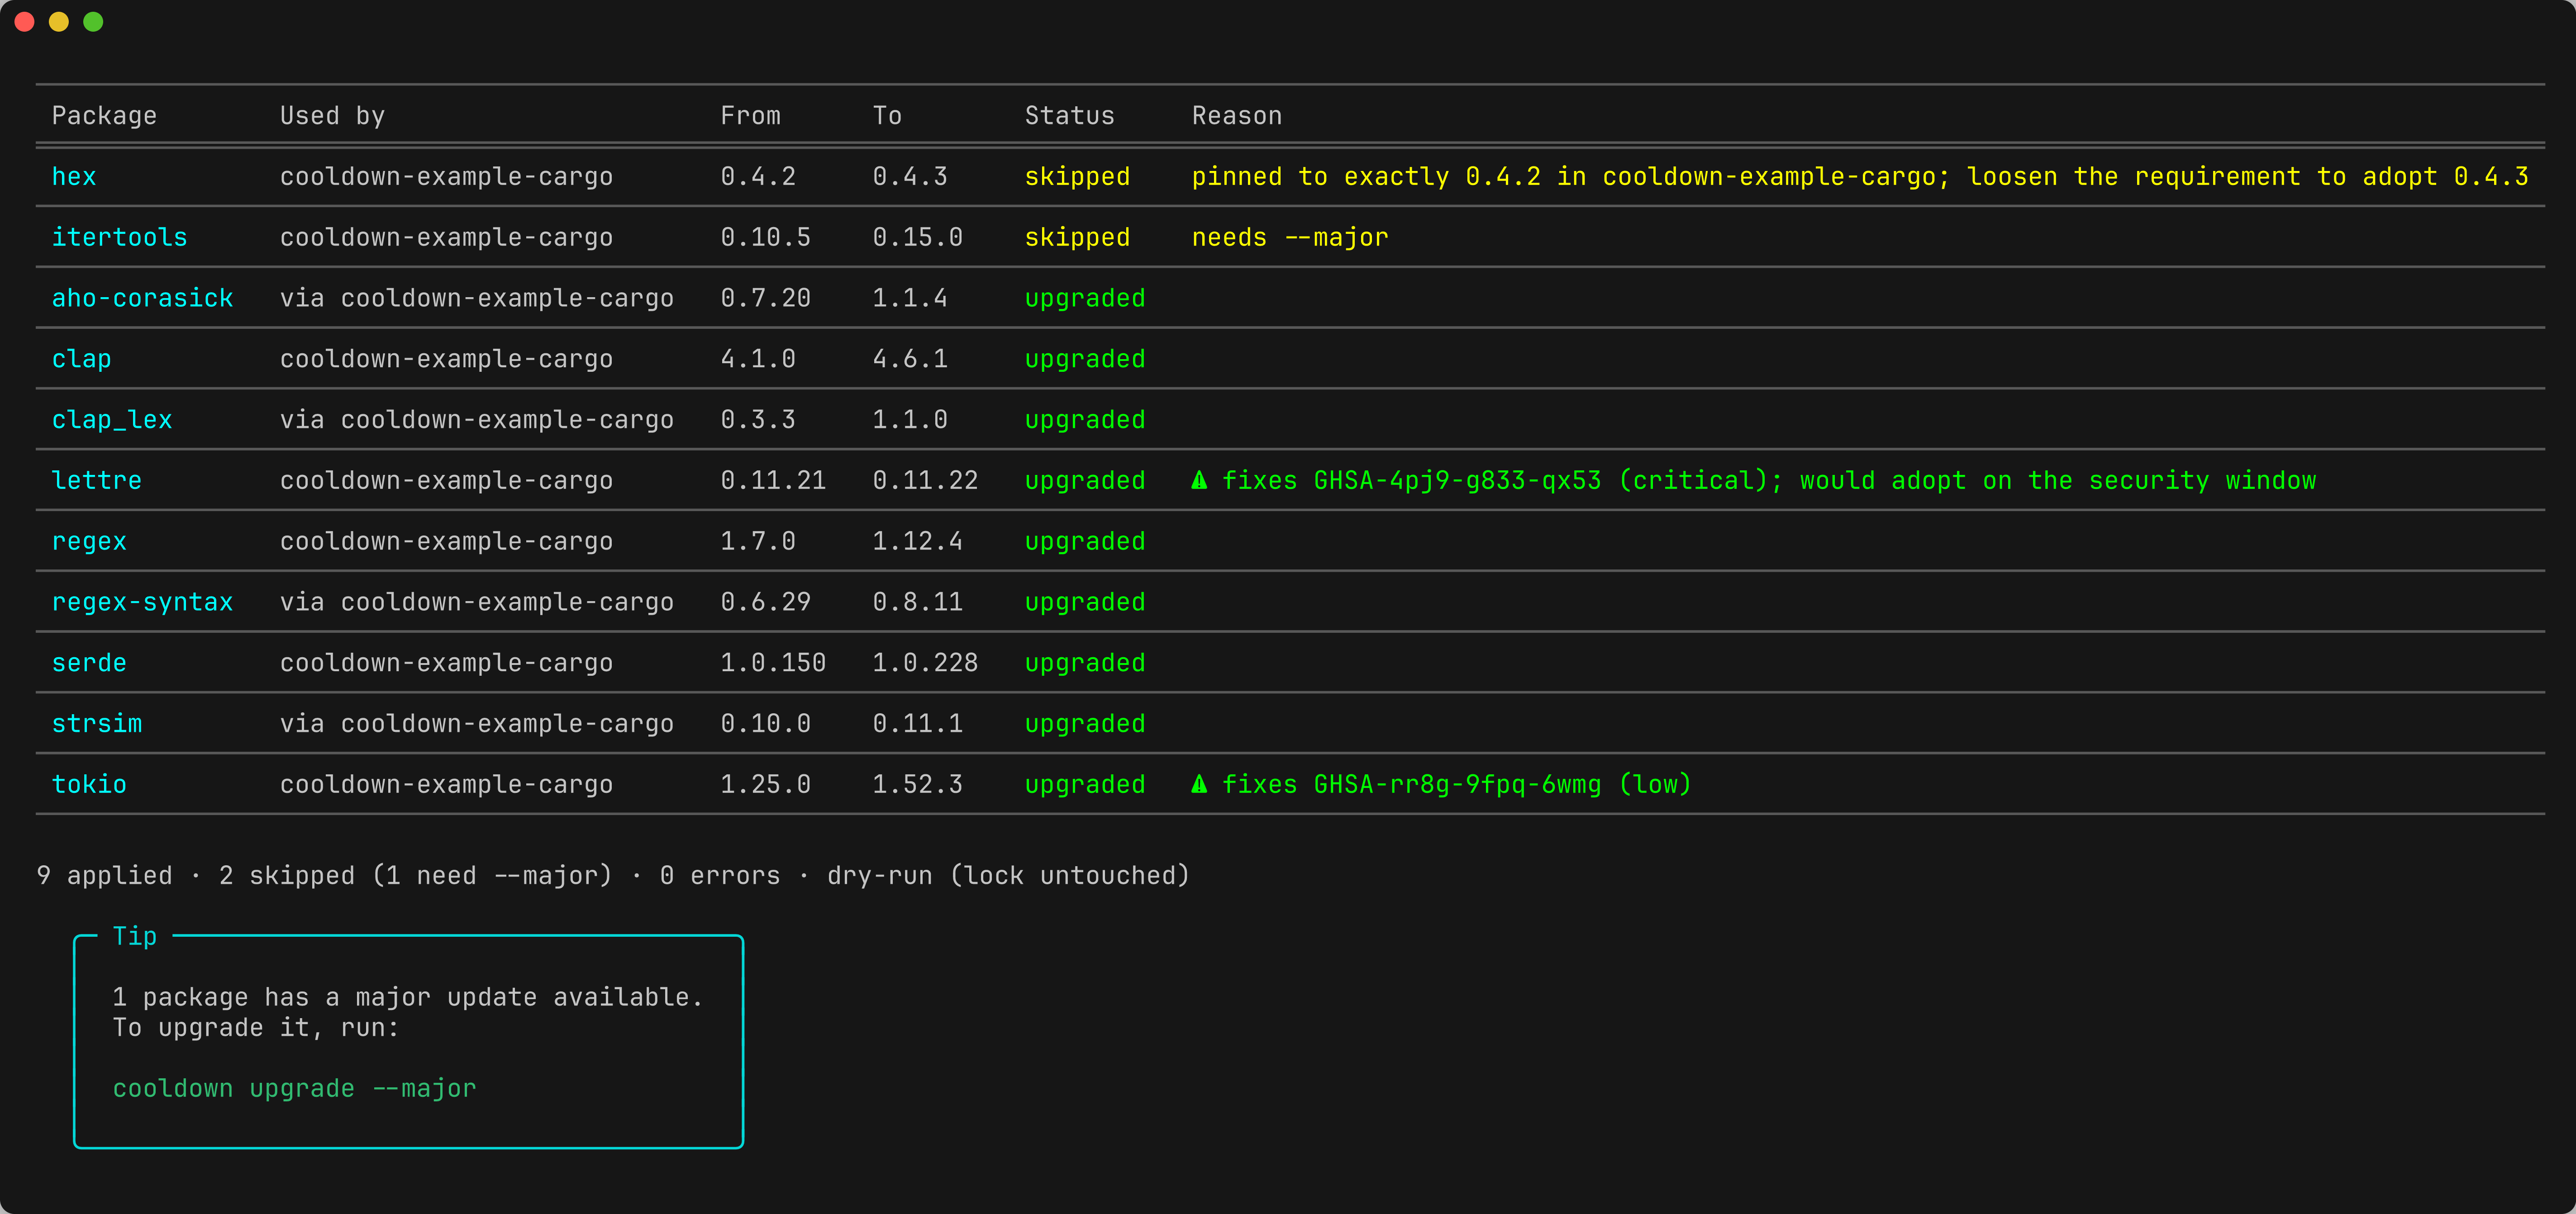 Package Used by From To Status Reason
hex cooldown-example-cargo 0.4.2 0.4.3 skipped pinned to exactly 0.4.2 in cooldown-example-cargo; loosen the requirement to adopt 0.4.3
itertools cooldown-example-cargo 0.10.5 0.15.0 skipped needs --major
aho-corasick via cooldown-example-cargo 0.7.20 1.1.4 upgraded
clap cooldown-example-cargo 4.1.0 4.6.1 upgraded
clap_lex via cooldown-example-cargo 0.3.3 1.1.0 upgraded
lettre cooldown-example-cargo 0.11.21 0.11.22 upgraded ⚠ fixes GHSA-4pj9-g833-qx53 (critical); would adopt on the security window
regex cooldown-example-cargo 1.7.0 1.12.4 upgraded
regex-syntax via cooldown-example-cargo 0.6.29 0.8.11 upgraded
serde cooldown-example-cargo 1.0.150 1.0.228 upgraded
strsim via cooldown-example-cargo 0.10.0 0.11.1 upgraded
tokio cooldown-example-cargo 1.25.0 1.52.3 upgraded ⚠ fixes GHSA-rr8g-9fpq-6wmg (low)
9 applied · 2 skipped (1 need --major) · 0 errors · dry-run (lock untouched)
Tip
1 package has a major update available.
To upgrade it, run:
cooldown upgrade --major